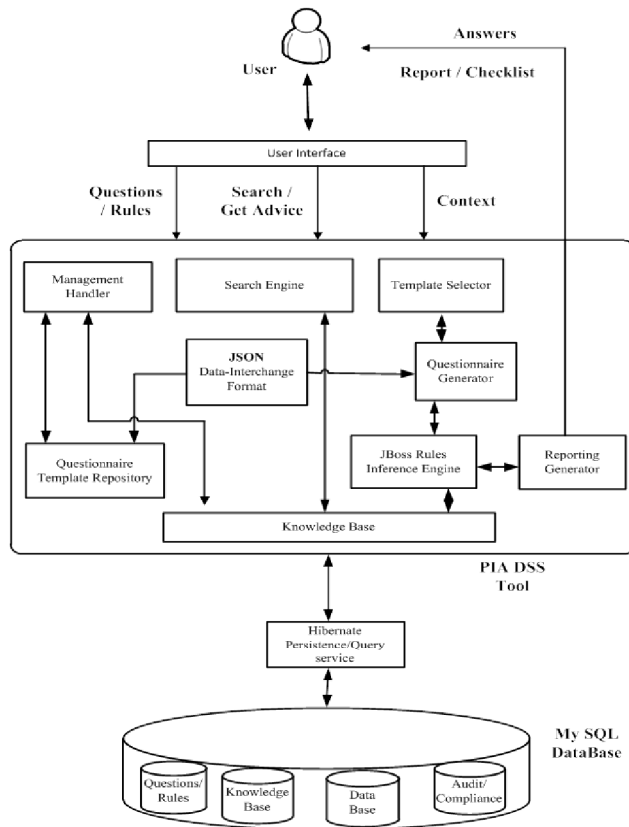 Answers
User
Report / Checklist
User Interface
Questions
/ Rules
Search /
Get Advice
Context
Management
Handler
Search Engine
Template Selector
JSON
Data-Interchange
Format
Questionnaire
Generator
Questionnaire
Template Repository
JBoss Rules
Inference Engine
Reporting
Generator
Knowledge Base
PIA DSS
Tool
Hibernate
Persistence/Query
service
My SQL
DataBase
Questions/
Rules
Knowledge
Base
Data
Base
Audit/
Compliance